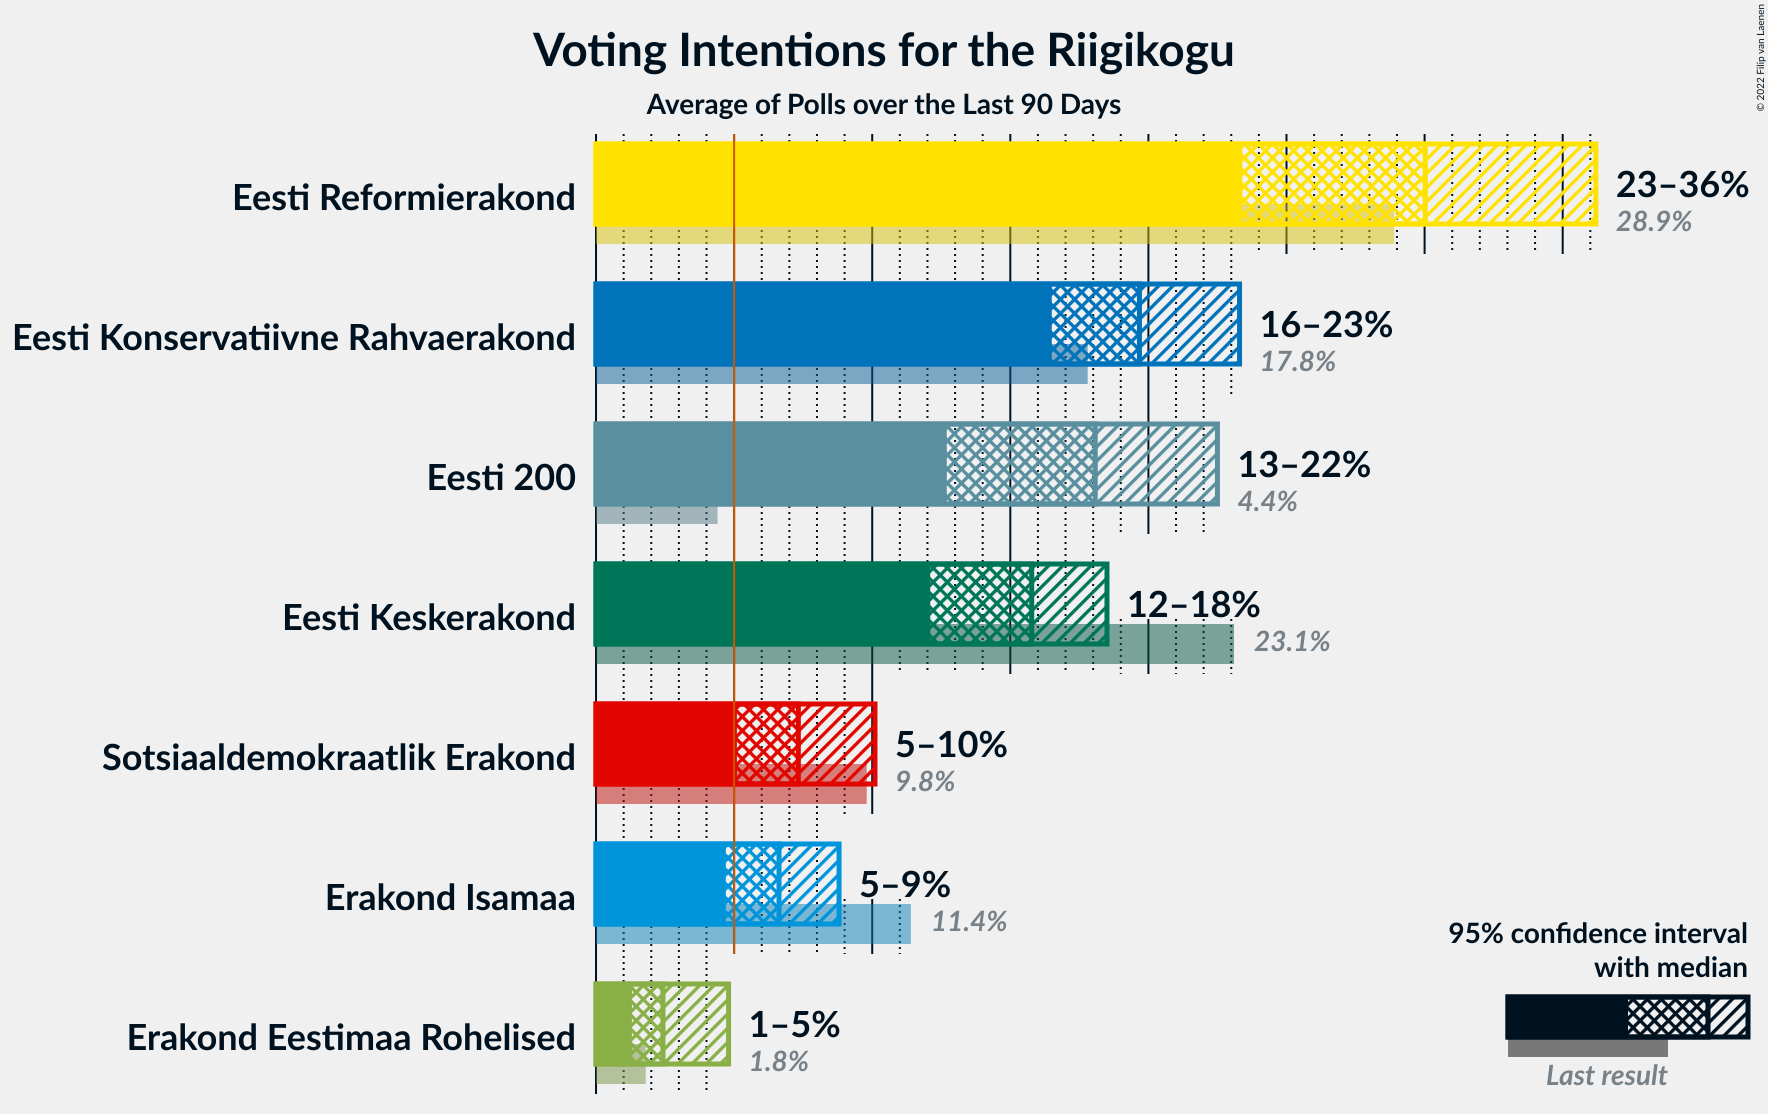 Voting Intentions for the Riigikogu
Average of Polls over the Last 90 Days
© 2022 Filip van Laenen
Eesti Reformierakond
23–36%
28.9%
Eesti Konservatiivne Rahvaerakond
16–23%
17.8%
Eesti 200
13–22%
4.4%
Eesti Keskerakond
12–18%
23.1%
Sotsiaaldemokraatlik Erakond
5–10%
9.8%
Erakond Isamaa
5–9%
11.4%
Erakond Eestimaa Rohelised
1–5%
1.8%
95% confidence interval
with median
Last result